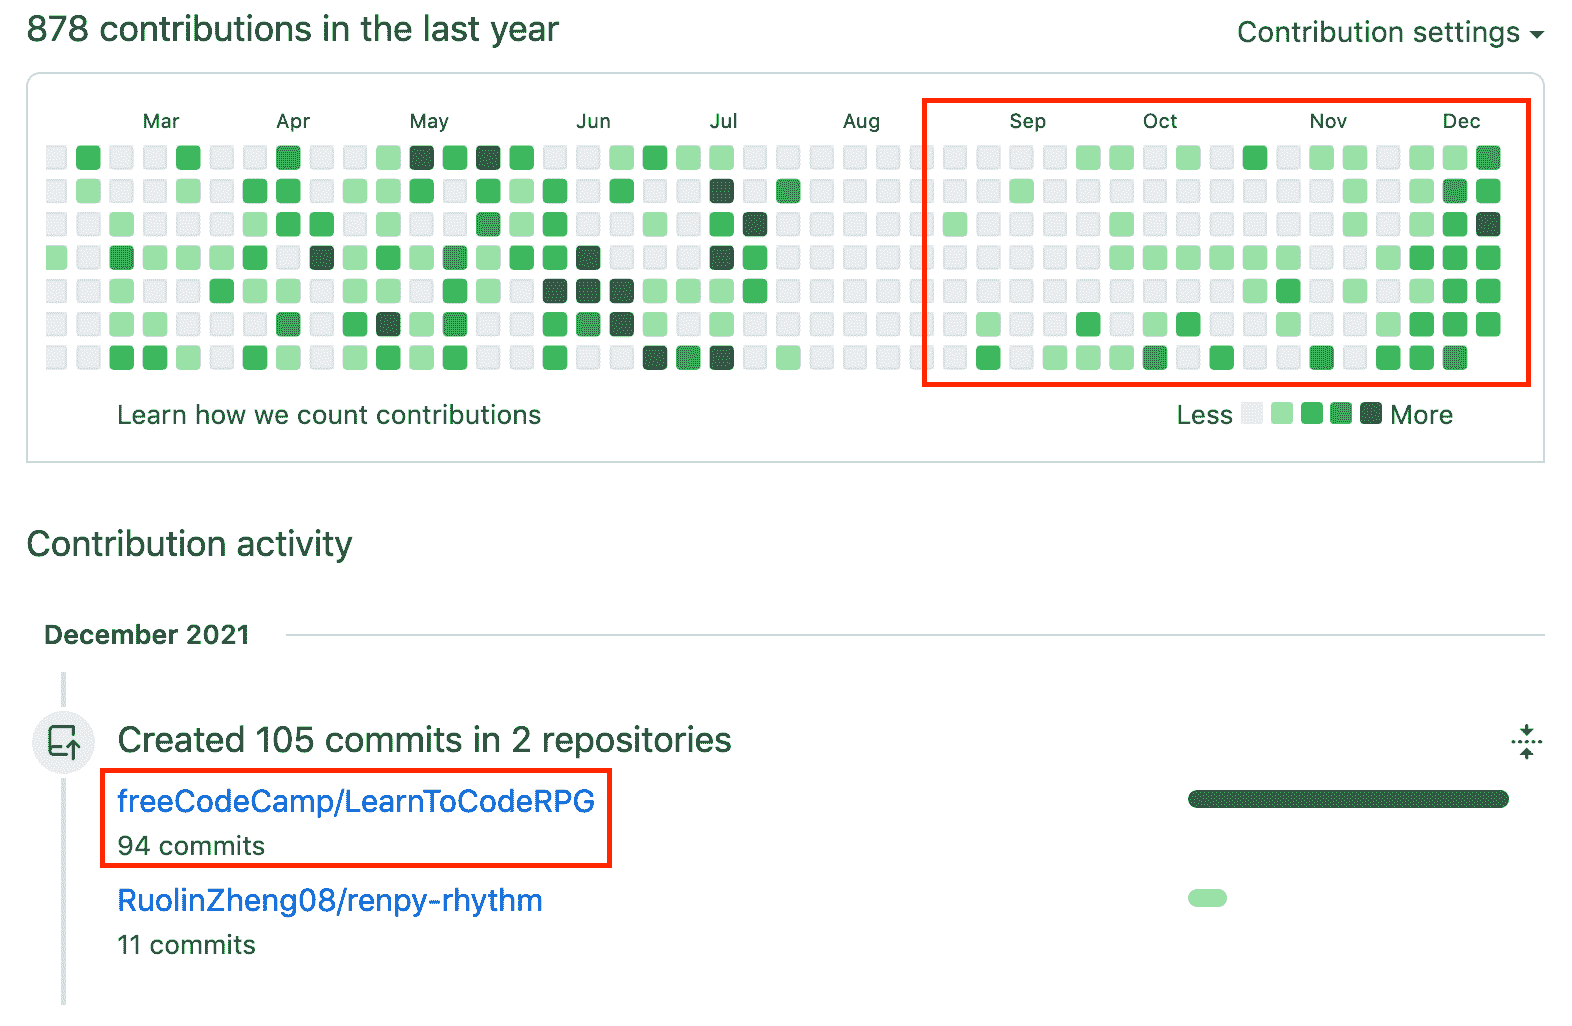 878 contributions in the last year
Contribution settings
Mar Apr May Jun Jul Aug Sep Oct Nov Dec
Learn how we count contributions
Less More
Contribution activity
December 2021
Created 105 commits in 2 repositories
freeCodeCamp/LearnToCodeRPG
94 commits
RuolinZheng08/renpy-rhythm
11 commits